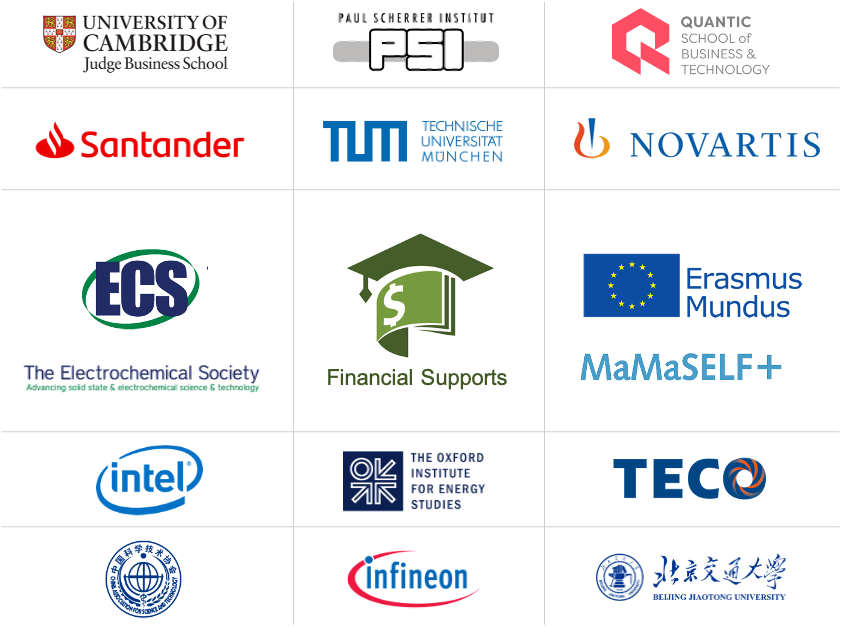 UNIVERSITY OF
CAMBRIDGE
Judge Business School
PAUL SCHERRER INSTITUT
PSI
QUANTIC
SCHOOL of
BUSINESS &
TECHNOLOGY
Santander
TUM
TECHNISCHE
UNIVERSITÄT
MÜNCHEN
NOVARTIS
ECS
The Electrochemical Society
Advancing solid state & electrochemical science & technology
$
Financial Supports
Erasmus
Mundus
MaMaSELF+
intel®
THE OXFORD
INSTITUTE
FOR ENERGY
STUDIES
TECO
中国科学技术协会
CHINA ASSOCIATION FOR SCIENCE AND TECHNOLOGY
infineon
北京交通大学
BEIJING JIAOTONG UNIVERSITY